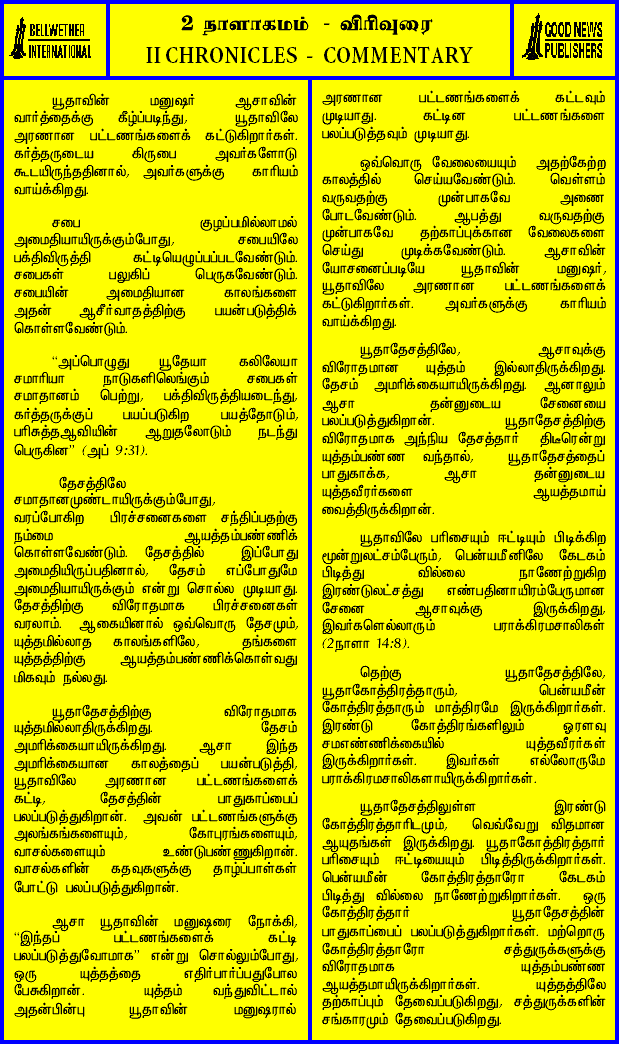 BELLWETHER
INTERNATIONAL
2 நாளாகமம் - விரிவுரை
II CHRONICLES - COMMENTARY
GOOD NEWS
PUBLISHERS
யூதாவின் மனுஷர் ஆசாவின்
வார்த்தைக்கு கீழ்ப்படிந்து, யூதாவிலே
அரணான பட்டணங்களைக் கட்டுகிறார்கள்.
கர்த்தருடைய கிருபை அவர்களோடு
கூடயிருந்ததினால், அவர்களுக்கு காரியம்
வாய்க்கிறது.
சபை குழப்பமில்லாமல்
அமைதியாயிருக்கும்போது, சபையிலே
பக்திவிருத்தி கட்டியெழுப்பப்படவேண்டும்.
சபைகள் பலுகிப் பெருகவேண்டும்.
சபையின் அமைதியான காலங்களை
அதன் ஆசீர்வாதத்திற்கு பயன்படுத்திக்
கொள்ளவேண்டும்.
“அப்பொழுது யூதேயா கலிலேயா
சமாரியா நாடுகளிலெங்கும் சபைகள்
சமாதானம் பெற்று, பக்திவிருத்தியடைந்து,
கர்த்தருக்குப் பயப்படுகிற பயத்தோடும்,
பரிசுத்தஆவியின் ஆறுதலோடும் நடந்து
பெருகின” (அப் 9:31).
தேசத்திலே
சமாதானமுண்டாயிருக்கும்போது,
வரப்போகிற பிரச்சனைகளை சந்திப்பதற்கு
நம்மை ஆயத்தம்பண்ணிக்
கொள்ளவேண்டும். தேசத்தில் இப்போது
அமைதியிருப்பதினால், தேசம் எப்போதுமே
அமைதியாயிருக்கும் என்று சொல்ல முடியாது.
தேசத்திற்கு விரோதமாக பிரச்சனைகள்
வரலாம். ஆகையினால் ஒவ்வொரு தேசமும்,
யுத்தமில்லாத காலங்களிலே, தங்களை
யுத்தத்திற்கு ஆயத்தம்பண்ணிக்கொள்வது
மிகவும் நல்லது.
யூதாதேசத்திற்கு விரோதமாக
யுத்தமில்லாதிருக்கிறது. தேசம்
அமரிக்கையாயிருக்கிறது. ஆசா இந்த
அமரிக்கையான காலத்தைப் பயன்படுத்தி,
யூதாவிலே அரணான பட்டணங்களைக்
கட்டி, தேசத்தின் பாதுகாப்பைப்
பலப்படுத்துகிறான். அவன் பட்டணங்களுக்கு
அலங்கங்களையும், கோபுரங்களையும்,
வாசல்களையும் உண்டுபண்ணுகிறான்.
வாசல்களின் கதவுகளுக்கு தாழ்ப்பாள்கள்
போட்டு பலப்படுத்துகிறான்.
ஆசா யூதாவின் மனுஷரை நோக்கி,
“இந்தப் பட்டணங்களைக் கட்டி
பலப்படுத்துவோமாக” என்று சொல்லும்போது,
ஒரு யுத்தத்தை எதிர்பார்ப்பதுபோல
பேசுகிறான். யுத்தம் வந்துவிட்டால்
அதன்பின்பு யூதாவின் மனுஷரால்
அரணான பட்டணங்களைக் கட்டவும்
முடியாது. கட்டின பட்டணங்களை
பலப்படுத்தவும் முடியாது.
ஒவ்வொரு வேலையையும் அதற்கேற்ற
காலத்தில் செய்யவேண்டும். வெள்ளம்
வருவதற்கு முன்பாகவே அணை
போடவேண்டும். ஆபத்து வருவதற்கு
முன்பாகவே தற்காப்புக்கான வேலைகளை
செய்து முடிக்கவேண்டும். ஆசாவின்
யோசனைப்படியே யூதாவின் மனுஷர்,
யூதாவிலே அரணான பட்டணங்களைக்
கட்டுகிறார்கள். அவர்களுக்கு காரியம்
வாய்க்கிறது.
யூதாதேசத்திலே, ஆசாவுக்கு
விரோதமான யுத்தம் இல்லாதிருக்கிறது.
தேசம் அமரிக்கையாயிருக்கிறது. ஆனாலும்
ஆசா தன்னுடைய சேனையை
பலப்படுத்துகிறான். யூதாதேசத்திற்கு
விரோதமாக அந்நிய தேசத்தார் திடீரென்று
யுத்தம்பண்ண வந்தால், யூதாதேசத்தைப்
பாதுகாக்க, ஆசா தன்னுடைய
யுத்தவீரர்களை ஆயத்தமாய்
வைத்திருக்கிறான்.
யூதாவிலே பரிசையும் ஈட்டியும் பிடிக்கிற
மூன்றுலட்சம்பேரும், பென்யமீனிலே கேடகம்
பிடித்து வில்லை நாணேற்றுகிற
இரண்டுலட்சத்து எண்பதினாயிரம்பேருமான
சேனை ஆசாவுக்கு இருக்கிறது,
இவர்களெல்லாரும் பராக்கிரமசாலிகள்
(2நாளா 14:8).
தெற்கு யூதாதேசத்திலே,
யூதாகோத்திரத்தாரும், பென்யமீன்
கோத்திரத்தாரும் மாத்திரமே இருக்கிறார்கள்.
இரண்டு கோத்திரங்களிலும் ஓரளவு
சமஎண்ணிக்கையில் யுத்தவீரர்கள்
இருக்கிறார்கள். இவர்கள் எல்லோருமே
பராக்கிரமசாலிகளாயிருக்கிறார்கள்.
யூதாதேசத்திலுள்ள இரண்டு
கோத்திரத்தாரிடமும், வெவ்வேறு விதமான
ஆயுதங்கள் இருக்கிறது. யூதாகோத்திரத்தார்
பரிசையும் ஈட்டியையும் பிடித்திருக்கிறார்கள்.
பென்யமீன் கோத்திரத்தாரோ கேடகம்
பிடித்து வில்லை நாணேற்றுகிறார்கள். ஒரு
கோத்திரத்தார் யூதாதேசத்தின்
பாதுகாப்பைப் பலப்படுத்துகிறார்கள். மற்றொரு
கோத்திரத்தாரோ சத்துருக்களுக்கு
விரோதமாக யுத்தம்பண்ண
ஆயத்தமாயிருக்கிறார்கள். யுத்தத்திலே
தற்காப்பும் தேவைப்படுகிறது, சத்துருக்களின்
சங்காரமும் தேவைப்படுகிறது.